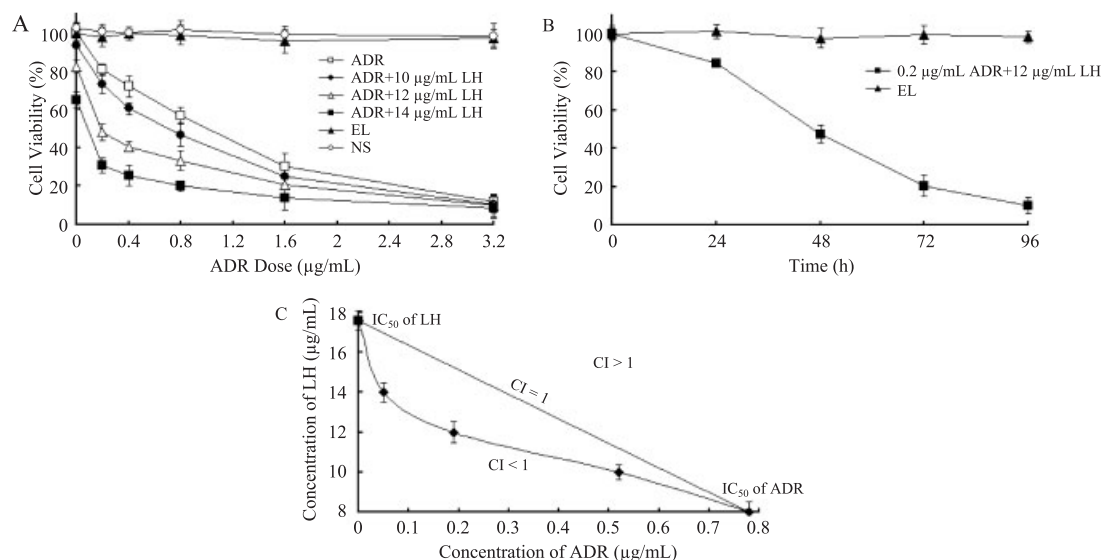 A
Cell Viability (%)
100
80
60
40
20
0
0
0.4
0.8
1.2
1.6
2
2.4
2.8
3.2
ADR Dose (µg/mL)
ADR
ADR+10 µg/mL LH
ADR+12 µg/mL LH
ADR+14 µg/mL LH
EL
NS
B
Cell Viability (%)
100
80
60
40
20
0
0
24
48
72
96
Time (h)
0.2 µg/mL ADR+12 µg/mL LH
EL
C
Concentration of LH (µg/mL)
18
16
14
12
10
8
0
0.1
0.2
0.3
0.4
0.5
0.6
0.7
0.8
Concentration of ADR (µg/mL)
IC50 of LH
CI > 1
CI = 1
CI < 1
IC50 of ADR